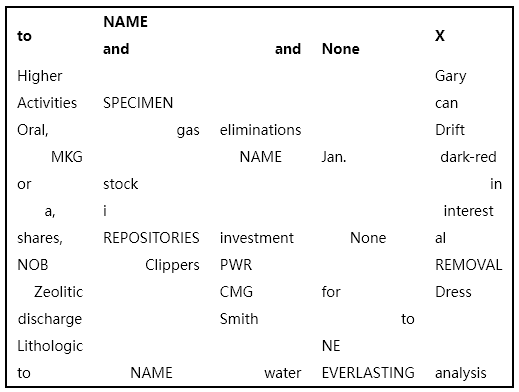 NAME
to X
and and None
Higher Gary
Activities SPECIMEN can
Oral, gas eliminations Drift
MKG NAME Jan. dark-red
or stock in
a, i interest
shares, REPOSITORIES investment None al
NOB Clippers PWR REMOVAL
Zeolitic CMG for Dress
discharge Smith to
Lithologic NE
to NAME water EVERLASTING analysis